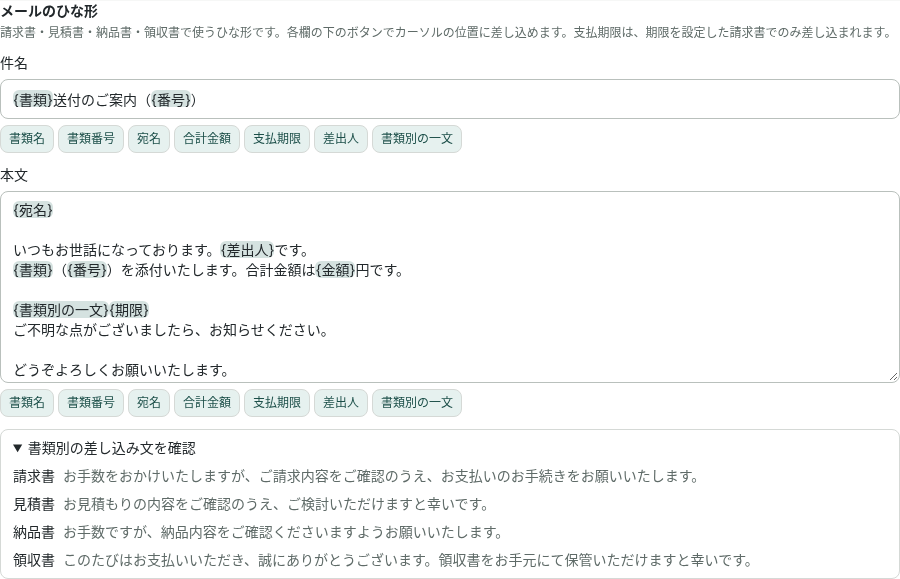 メールのひな形
請求書・見積書・納品書・領収書で使うひな形です。各欄の下のボタンでカーソルの位置に差し込めます。支払期限は、期限を設定した請求書でのみ差し込まれます。
件名
{書類}送付のご案内（{番号}）
書類名 書類番号 宛名 合計金額 支払期限 差出人 書類別の一文
本文
{宛名}
いつもお世話になっております。{差出人}です。
{書類}（{番号}）を添付いたします。合計金額は{金額}円です。
{書類別の一文}{期限}
ご不明な点がございましたら、お知らせください。
どうぞよろしくお願いいたします。
書類名 書類番号 宛名 合計金額 支払期限 差出人 書類別の一文
▼ 書類別の差し込み文を確認
請求書 お手数をおかけいたしますが、ご請求内容をご確認のうえ、お支払いのお手続きをお願いいたします。
見積書 お見積もりの内容をご確認のうえ、ご検討いただけますと幸いです。
納品書 お手数ですが、納品内容をご確認くださいますようお願いいたします。
領収書 このたびはお支払いいただき、誠にありがとうございます。領収書をお手元にて保管いただけますと幸いです。